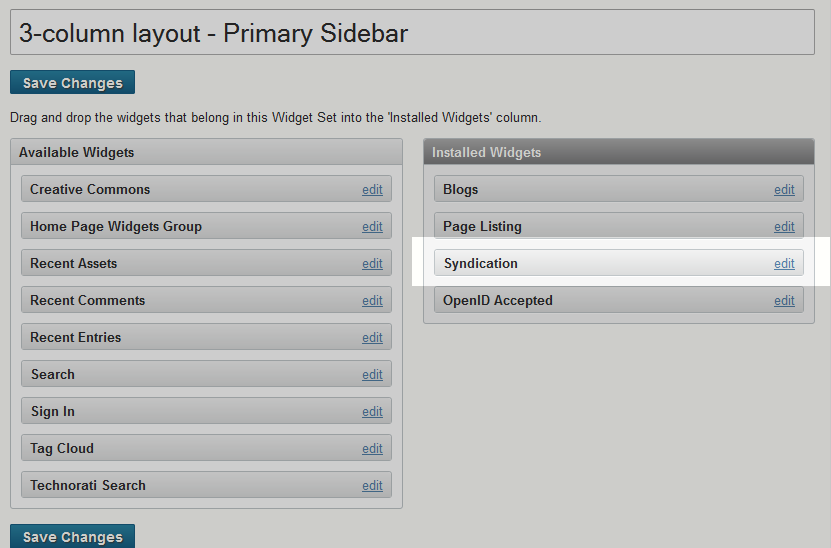 3-column layout - Primary Sidebar
Save Changes
Drag and drop the widgets that belong in this Widget Set into the 'Installed Widgets' column.
Available Widgets
Creative Commons edit
Home Page Widgets Group edit
Recent Assets edit
Recent Comments edit
Recent Entries edit
Search edit
Sign In edit
Tag Cloud edit
Technorati Search edit
Installed Widgets
Blogs edit
Page Listing edit
Syndication edit
OpenID Accepted edit
Save Changes